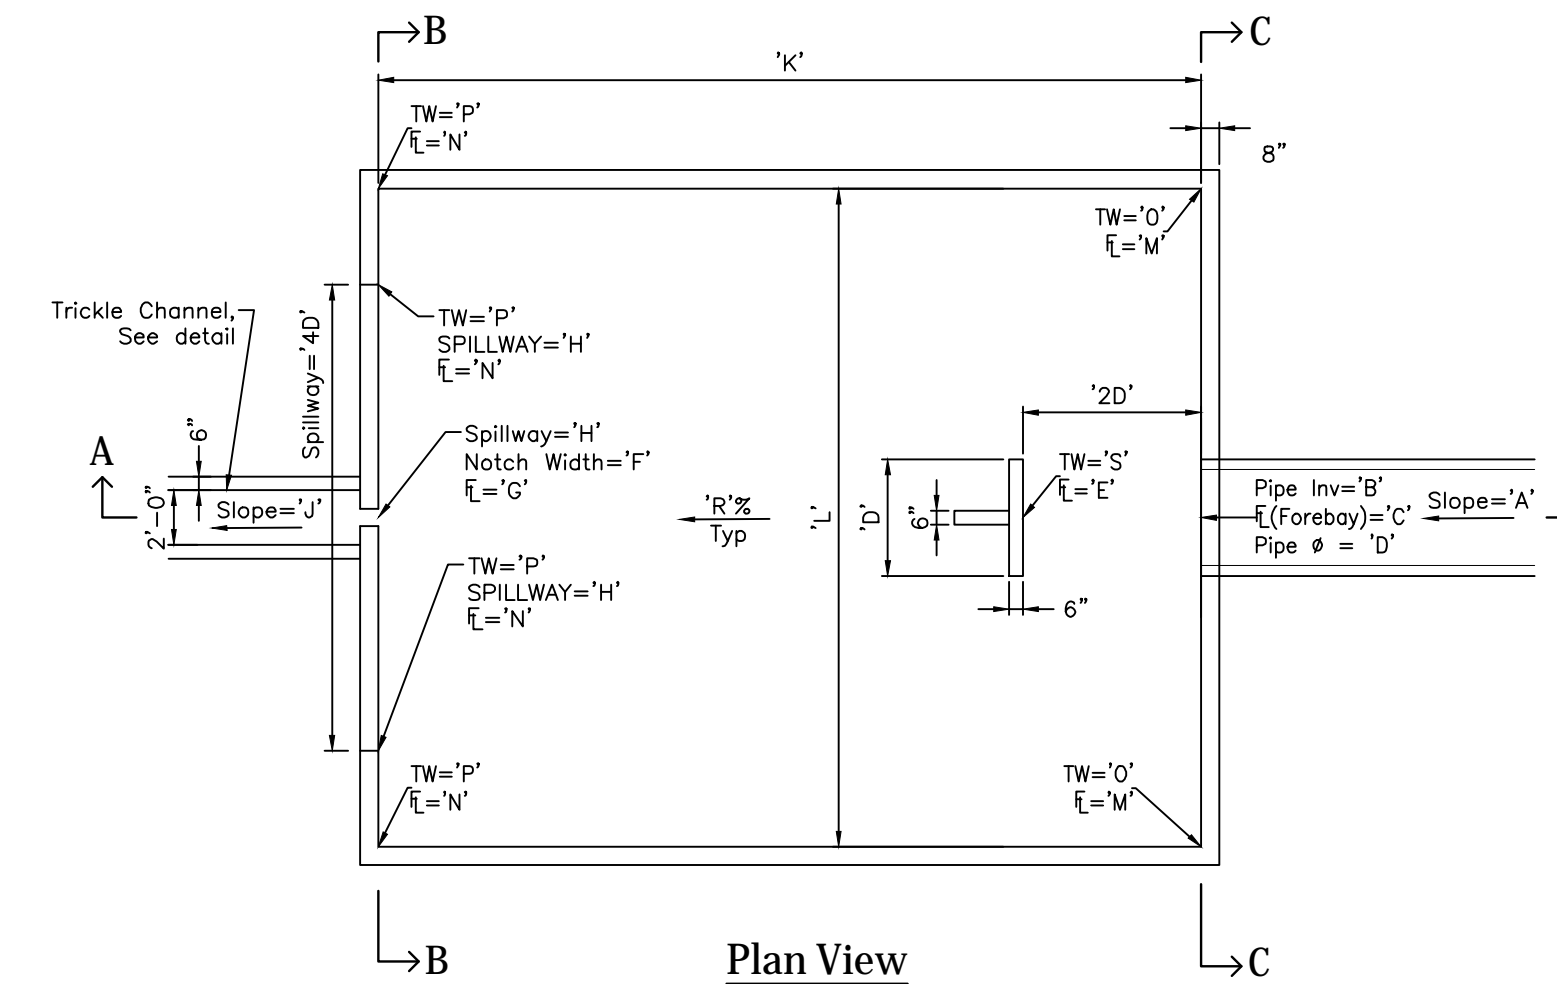 B
C
'K'
TW='P'
FL='N'
8"
TW='O'
FL='M'
Trickle Channel,
See detail
Spillway='4D'
TW='P'
SPILLWAY='H'
FL='N'
'2D'
6"
A
Spillway='H'
Notch Width='F'
FL='G'
TW='S'
FL='E'
2'-0"
Slope='J'
'R'%
Typ
'L'
'D'
6"
Pipe Inv='B'
FL(Forebay)='C'
Pipe ø = 'D'
Slope='A'
TW='P'
SPILLWAY='H'
FL='N'
6"
TW='P'
FL='N'
TW='O'
FL='M'
B
Plan View
C